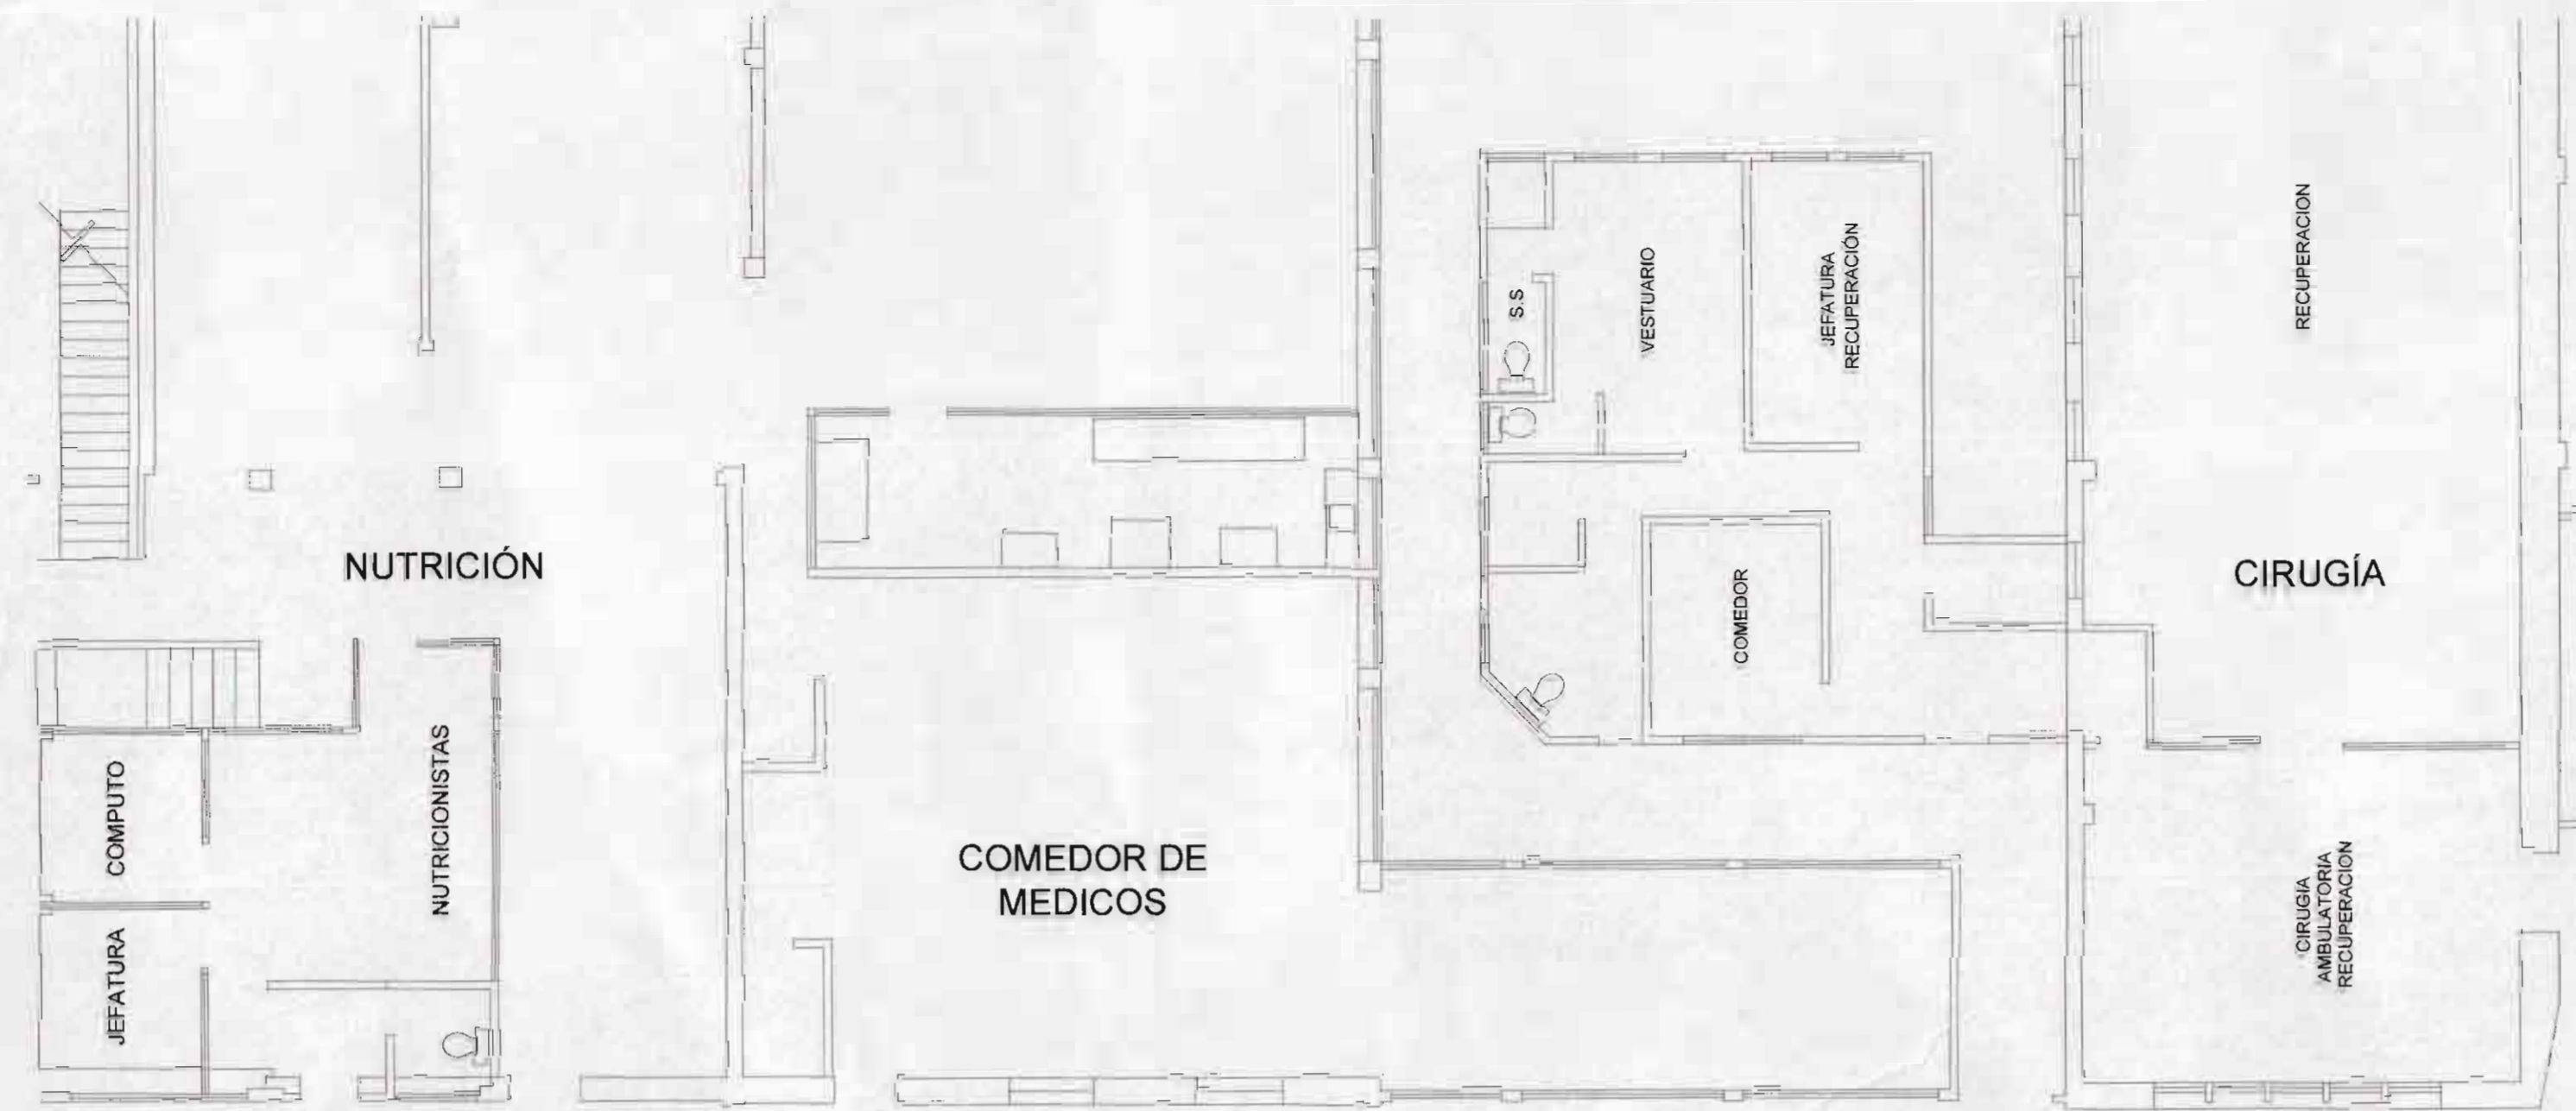 NUTRICIÓN
COMPUTO
JEFATURA
NUTRICIONISTAS
COMEDOR DE
MEDICOS
S.S
VESTUARIO
JEFATURA
RECUPERACIÓN
COMEDOR
RECUPERACION
CIRUGÍA
CIRUGIA
AMBULATORIA
RECUPERACION